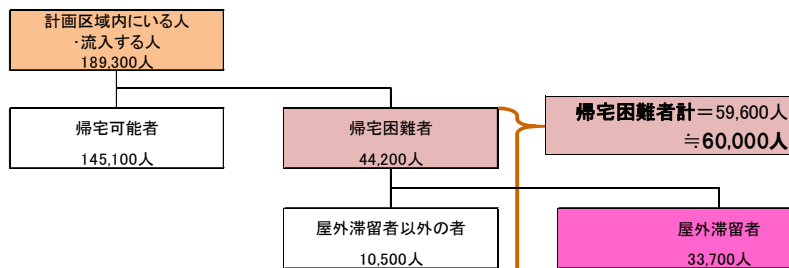 計画区域内にいる人
・流入する人
189,300人
帰宅可能者
145,100人
帰宅困難者
44,200人
帰宅困難者計＝59,600人
≒60,000人
屋外滞留者以外の者
10,500人
屋外滞留者
33,700人